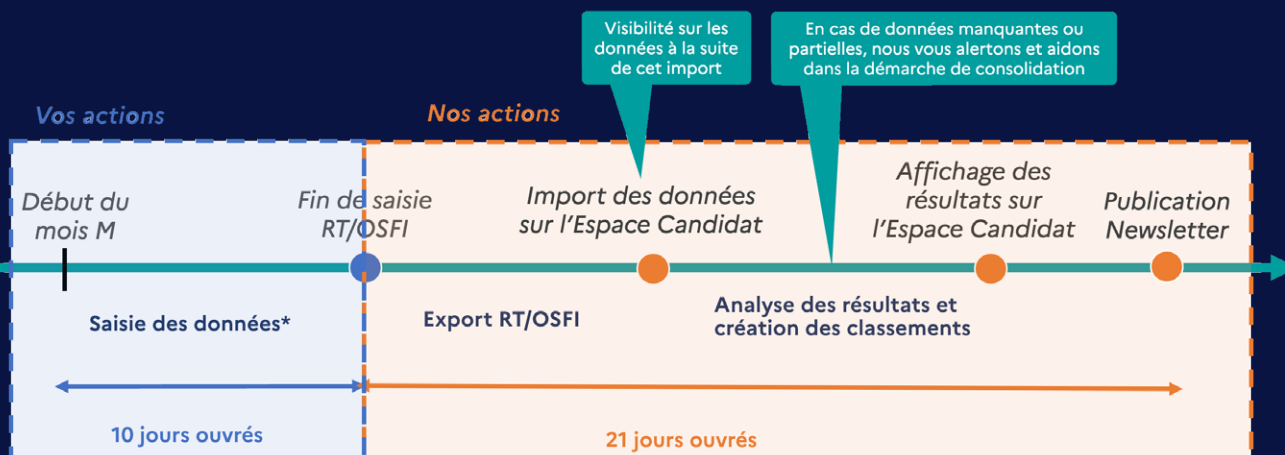 Visibilité sur les
données à la suite
de cet import
En cas de données manquantes ou
partielles, nous vous alertons et aidons
dans la démarche de consolidation
Vos actions
Nos actions
Début du
mois M
Fin de saisie
RT/OSFI
Import des données
sur l'Espace Candidat
Affichage des
résultats sur
l'Espace Candidat
Publication
Newsletter
Saisie des données*
Export RT/OSFI
Analyse des résultats et
création des classements
10 jours ouvrés
21 jours ouvrés